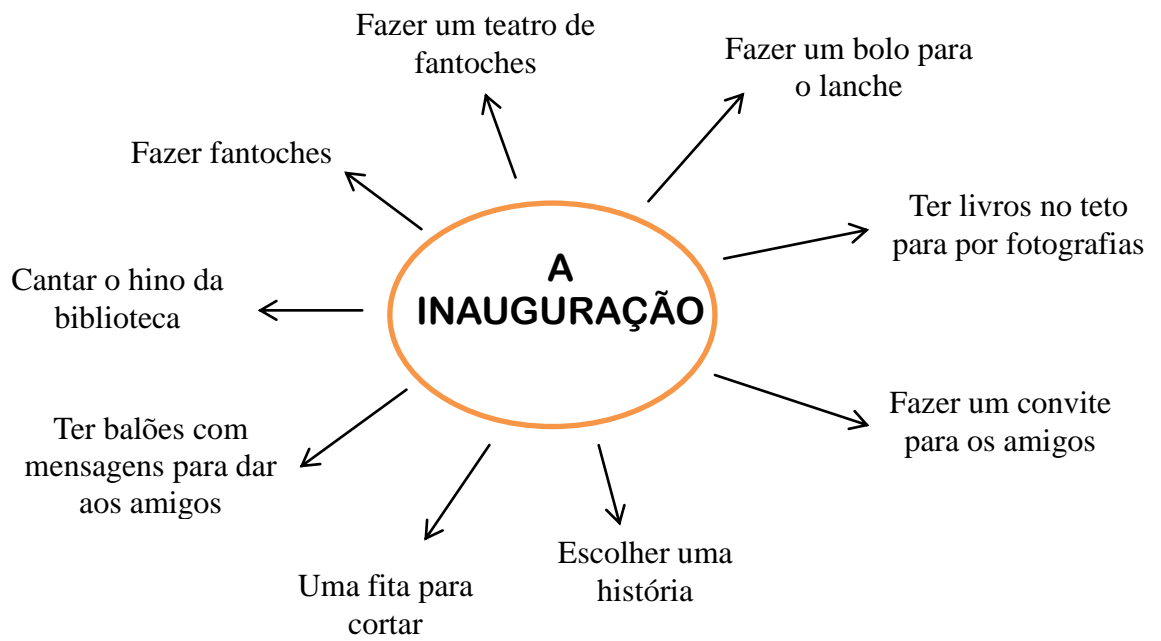 Fazer um teatro de
fantoches
Fazer um bolo para
o lanche
Fazer fantoches
Ter livros no teto
para por fotografias
A
INAUGURAÇÃO
Cantar o hino da
biblioteca
Fazer um convite
para os amigos
Ter balões com
mensagens para dar
aos amigos
Escolher uma
história
Uma fita para
cortar